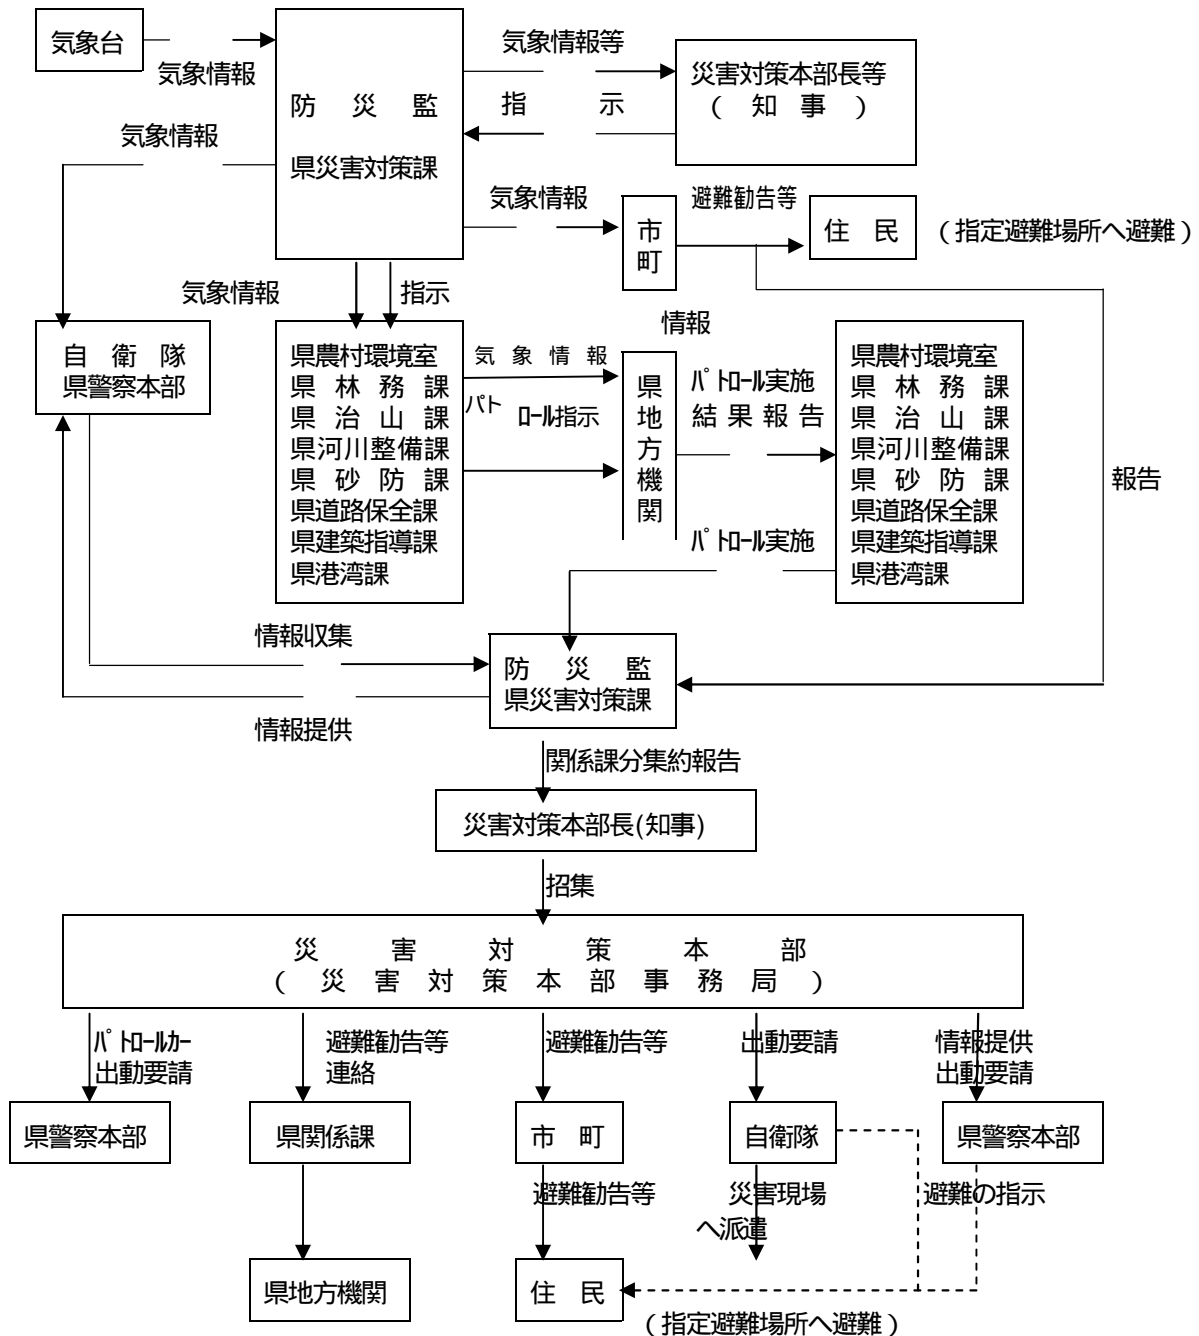 気象台
気象情報
防 災 監
県災害対策課
気象情報等
指 示
災害対策本部長等
( 知 事 )
気象情報
気象情報
市町
避難勧告等
住 民
(指定避難場所へ避難)
気象情報
指示
自 衛 隊
県警察本部
県農村環境室
県 林 務 課
県 治 山 課
県河川整備課
県 砂 防 課
県道路保全課
県建築指導課
県港湾課
気 象 情 報
パトロール指示
情報
県地方機関
パトロール実施
結 果 報 告
パトロール実施
県農村環境室
県 林 務 課
県 治 山 課
県河川整備課
県 砂 防 課
県道路保全課
県建築指導課
県港湾課
報告
情報収集
情報提供
防 災 監
県災害対策課
関係課分集約報告
災害対策本部長(知事)
招集
災 害 対 策 本 部
( 災 害 対 策 本 部 事 務 局 )
パトロールカー
出動要請
避難勧告等
連絡
避難勧告等
出動要請
情報提供
出動要請
県警察本部
県関係課
市 町
自衛隊
県警察本部
避難勧告等
災害現場
へ派遣
避難の指示
県地方機関
住 民
(指定避難場所へ避難)